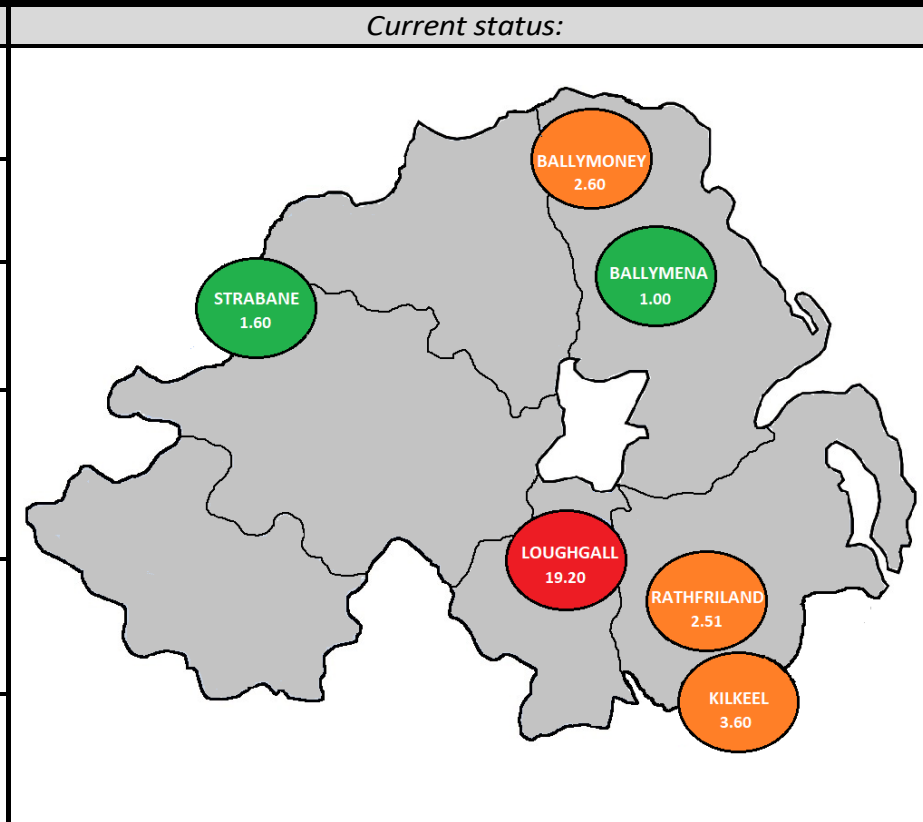 Current status:
BALLYMONEY
2.60
BALLYMENA
1.00
STRABANE
1.60
LOUGHGALL
19.20
RATHFRILAND
2.51
KILKEEL
3.60